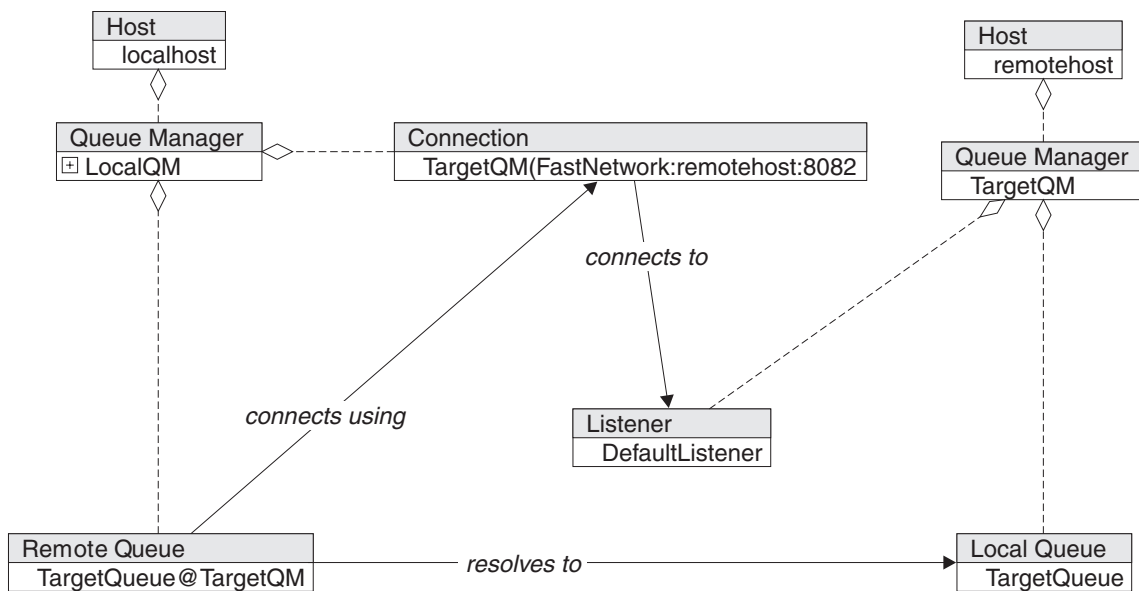 Host
localhost
Host
remotehost
Queue Manager
LocalQM
Connection
TargetQM(FastNetwork:remotehost:8082
Queue Manager
TargetQM
connects to
connects using
Listener
DefaultListener
Remote Queue
TargetQueue@TargetQM
resolves to
Local Queue
TargetQueue